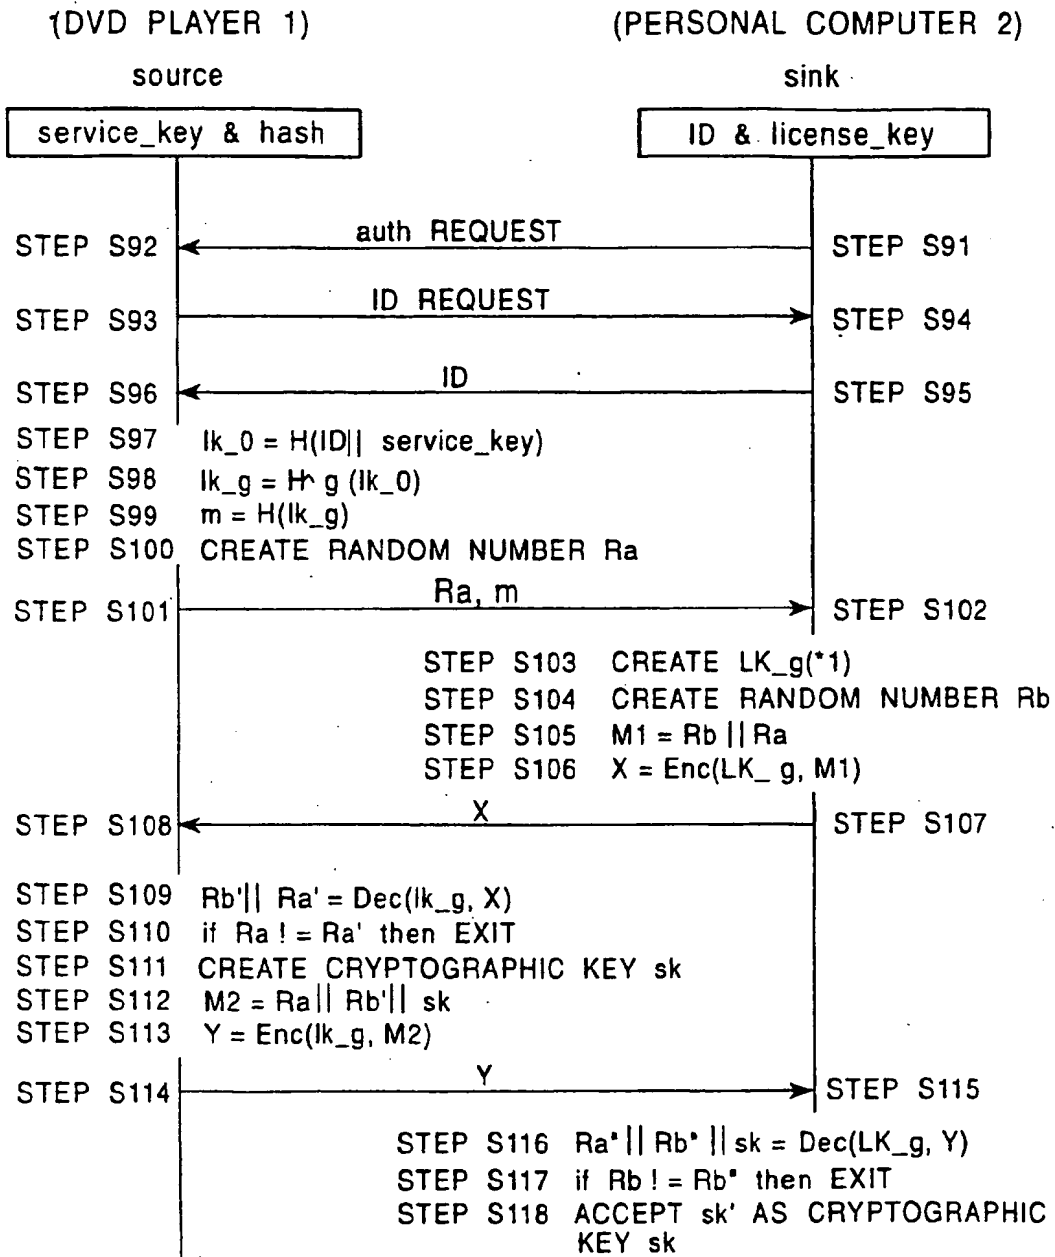 (DVD PLAYER 1) (PERSONAL COMPUTER 2)
source sink
service_key & hash ID & license_key
STEP S92 auth REQUEST STEP S91
STEP S93 ID REQUEST STEP S94
STEP S96 ID STEP S95
STEP S97 lk_0 = H(ID|| service_key)
STEP S98 lk_g = H^ g (lk_0)
STEP S99 m = H(lk_g)
STEP S100 CREATE RANDOM NUMBER Ra
STEP S101 Ra, m STEP S102
STEP S103 CREATE LK_g(*1)
STEP S104 CREATE RANDOM NUMBER Rb
STEP S105 M1 = Rb || Ra
STEP S106 X = Enc(LK_ g, M1)
STEP S108 X STEP S107
STEP S109 Rb'|| Ra' = Dec(lk_g, X)
STEP S110 if Ra != Ra' then EXIT
STEP S111 CREATE CRYPTOGRAPHIC KEY sk
STEP S112 M2 = Ra|| Rb'|| sk
STEP S113 Y = Enc(lk_g, M2)
STEP S114 Y STEP S115
STEP S116 Ra" || Rb" || sk = Dec(LK_g, Y)
STEP S117 if Rb != Rb" then EXIT
STEP S118 ACCEPT sk' AS CRYPTOGRAPHIC
KEY sk